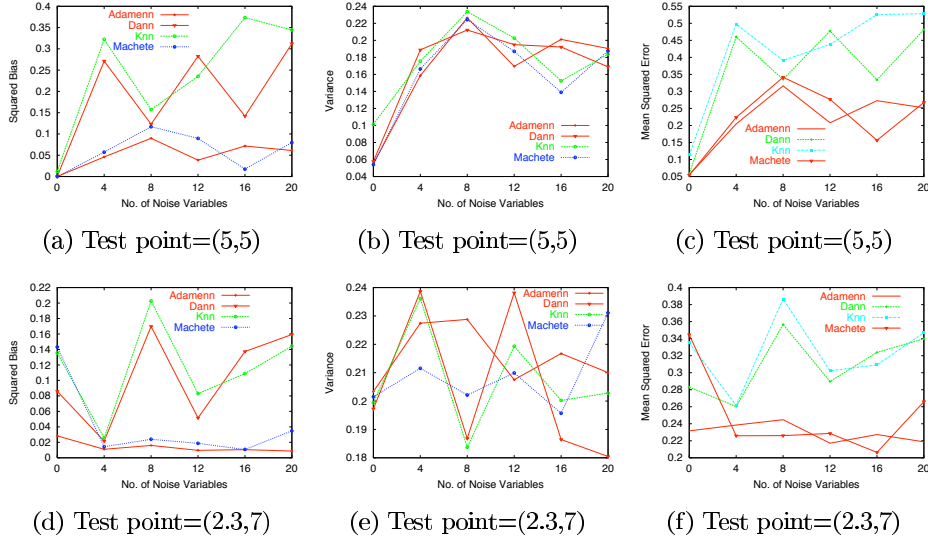 0.4
0.35
0.3
0.25
0.2
0.15
0.1
0.05
0
Squared Bias
Adamenn
Dann
Knn
Machete
0 4 8 12 16 20
No. of Noise Variables
(a) Test point=(5,5)
0.24
0.22
0.2
0.18
0.16
0.14
0.12
0.1
0.08
0.06
0.04
Variance
Adamenn
Dann
Knn
Machete
0 4 8 12 16 20
No. of Noise Variables
(b) Test point=(5,5)
0.55
0.5
0.45
0.4
0.35
0.3
0.25
0.2
0.15
0.1
0.05
Mean Squared Error
Adamenn
Dann
Knn
Machete
0 4 8 12 16 20
No. of Noise Variables
(c) Test point=(5,5)
0.22
0.2
0.18
0.16
0.14
0.12
0.1
0.08
0.06
0.04
0.02
0
Squared Bias
Adamenn
Dann
Knn
Machete
0 4 8 12 16 20
No. of Noise Variables
(d) Test point=(2.3,7)
0.24
0.23
0.22
0.21
0.2
0.19
0.18
Variance
Adamenn
Dann
Knn
Machete
0 4 8 12 16 20
No. of Noise Variables
(e) Test point=(2.3,7)
0.4
0.38
0.36
0.34
0.32
0.3
0.28
0.26
0.24
0.22
0.2
Mean Squared Error
Adamenn
Dann
Knn
Machete
0 4 8 12 16 20
No. of Noise Variables
(f) Test point=(2.3,7)